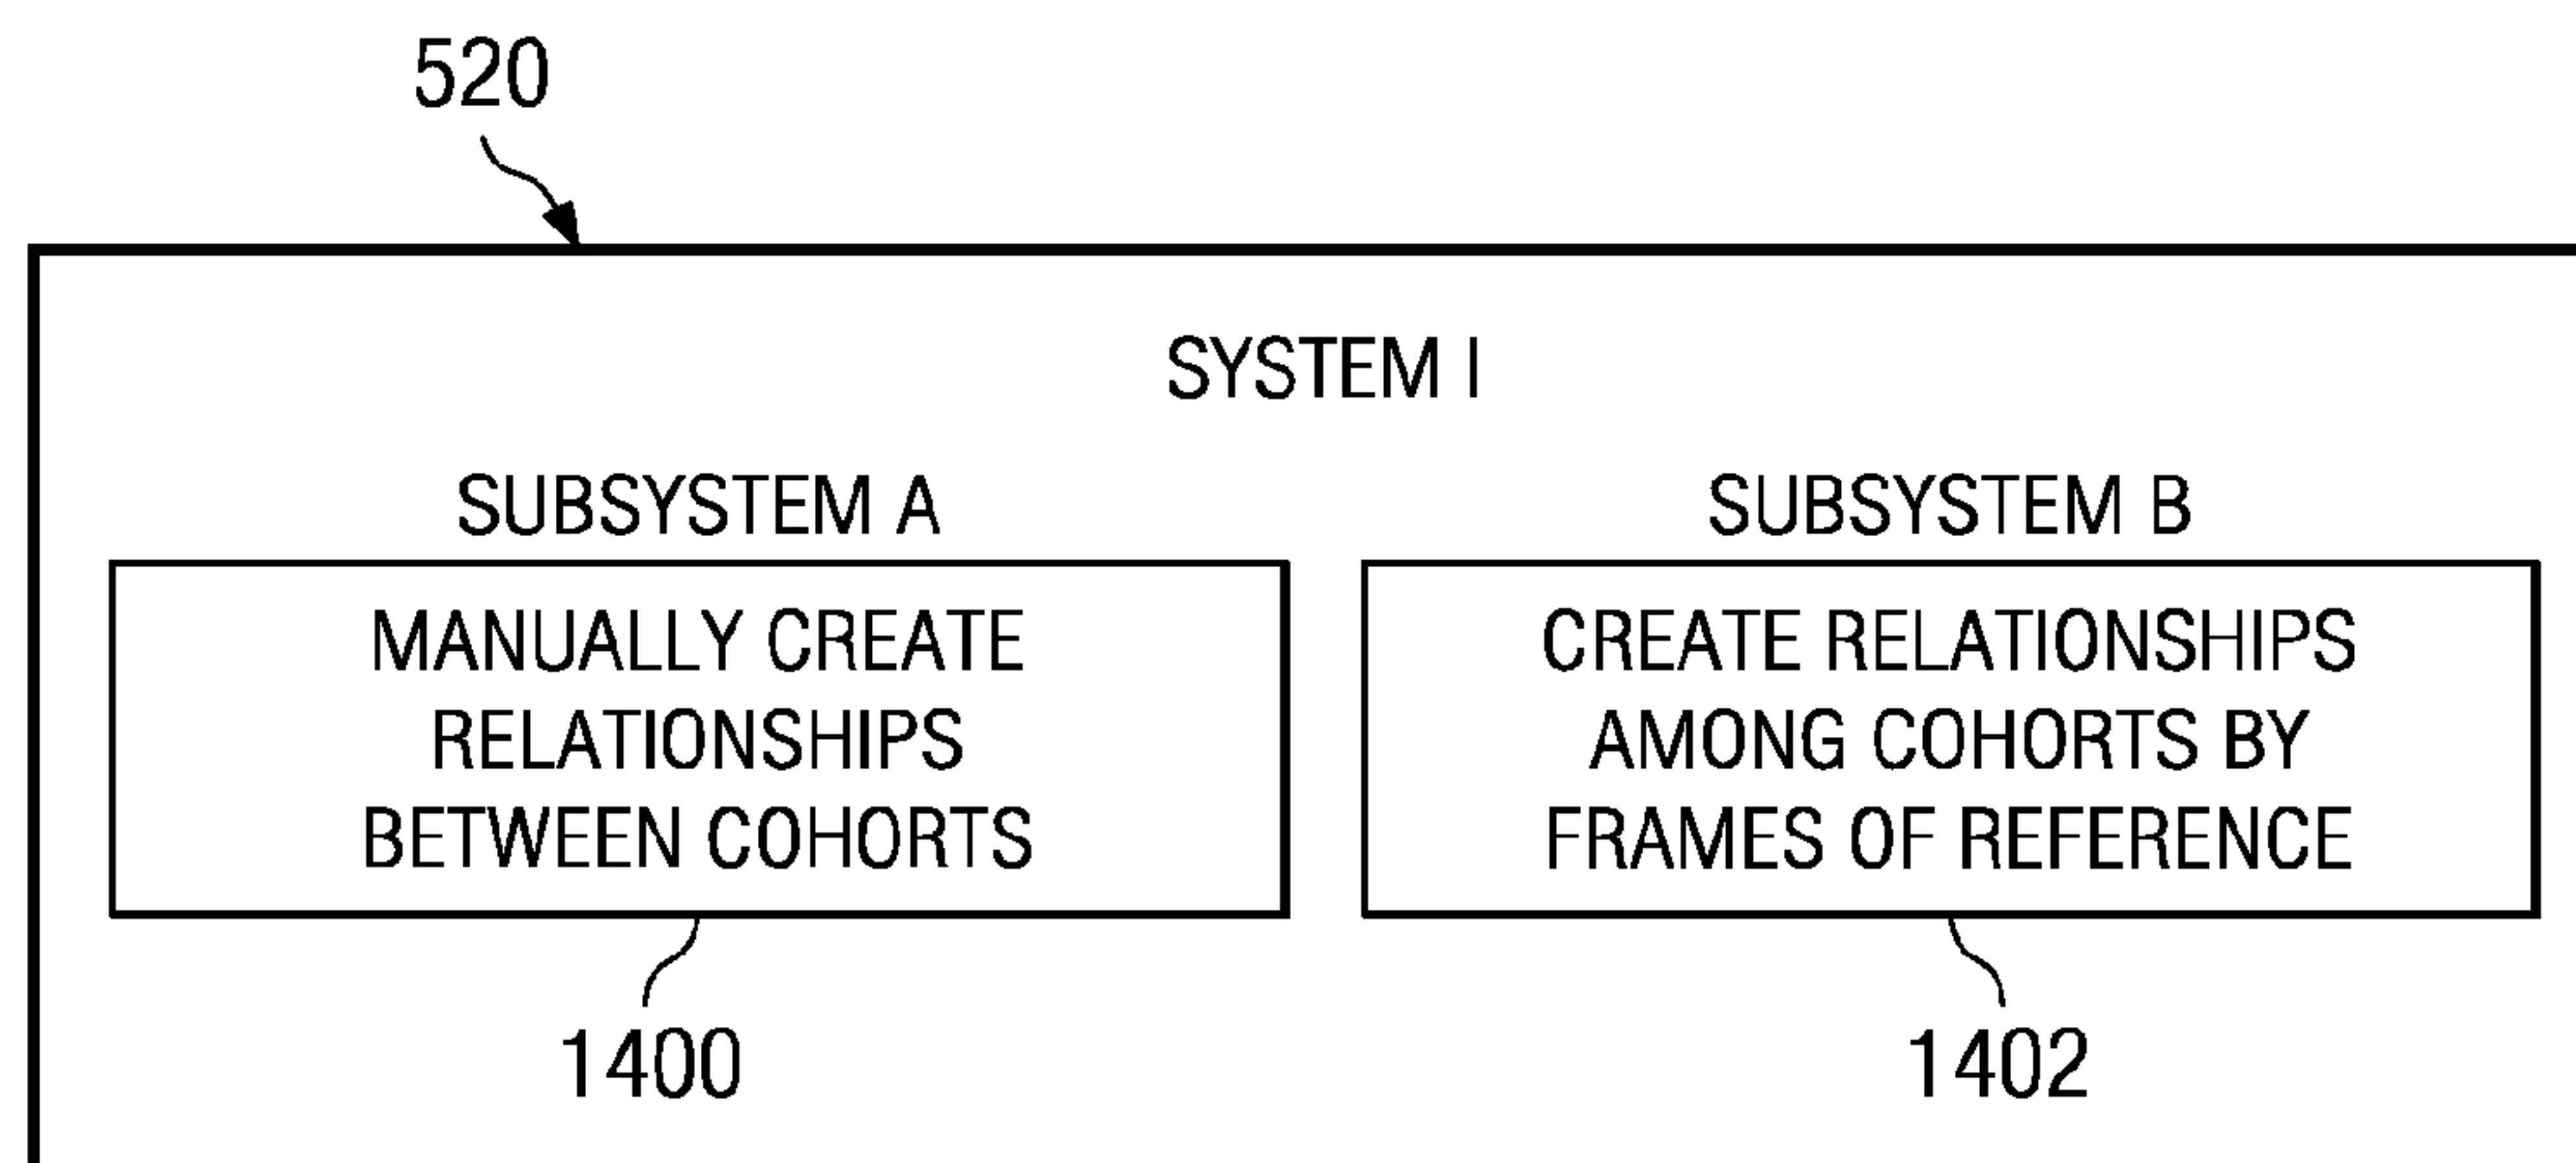 520
SYSTEM I
SUBSYSTEM A
SUBSYSTEM B
MANUALLY CREATE
RELATIONSHIPS
BETWEEN COHORTS
CREATE RELATIONSHIPS
AMONG COHORTS BY
FRAMES OF REFERENCE
1400
1402